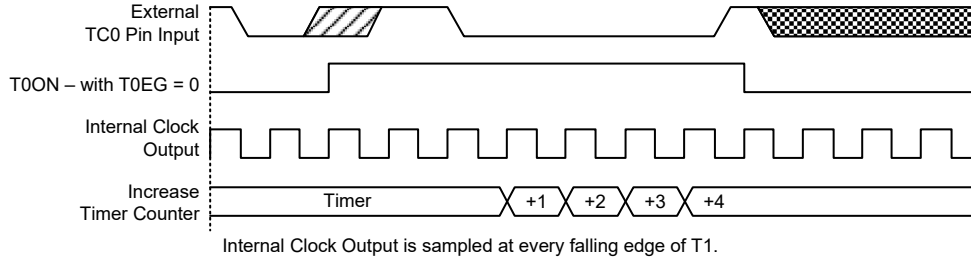 External
TC0 Pin Input
T0ON – with T0EG = 0
Internal Clock
Output
Increase
Timer Counter
Timer
+1
+2
+3
+4
Internal Clock Output is sampled at every falling edge of T1.